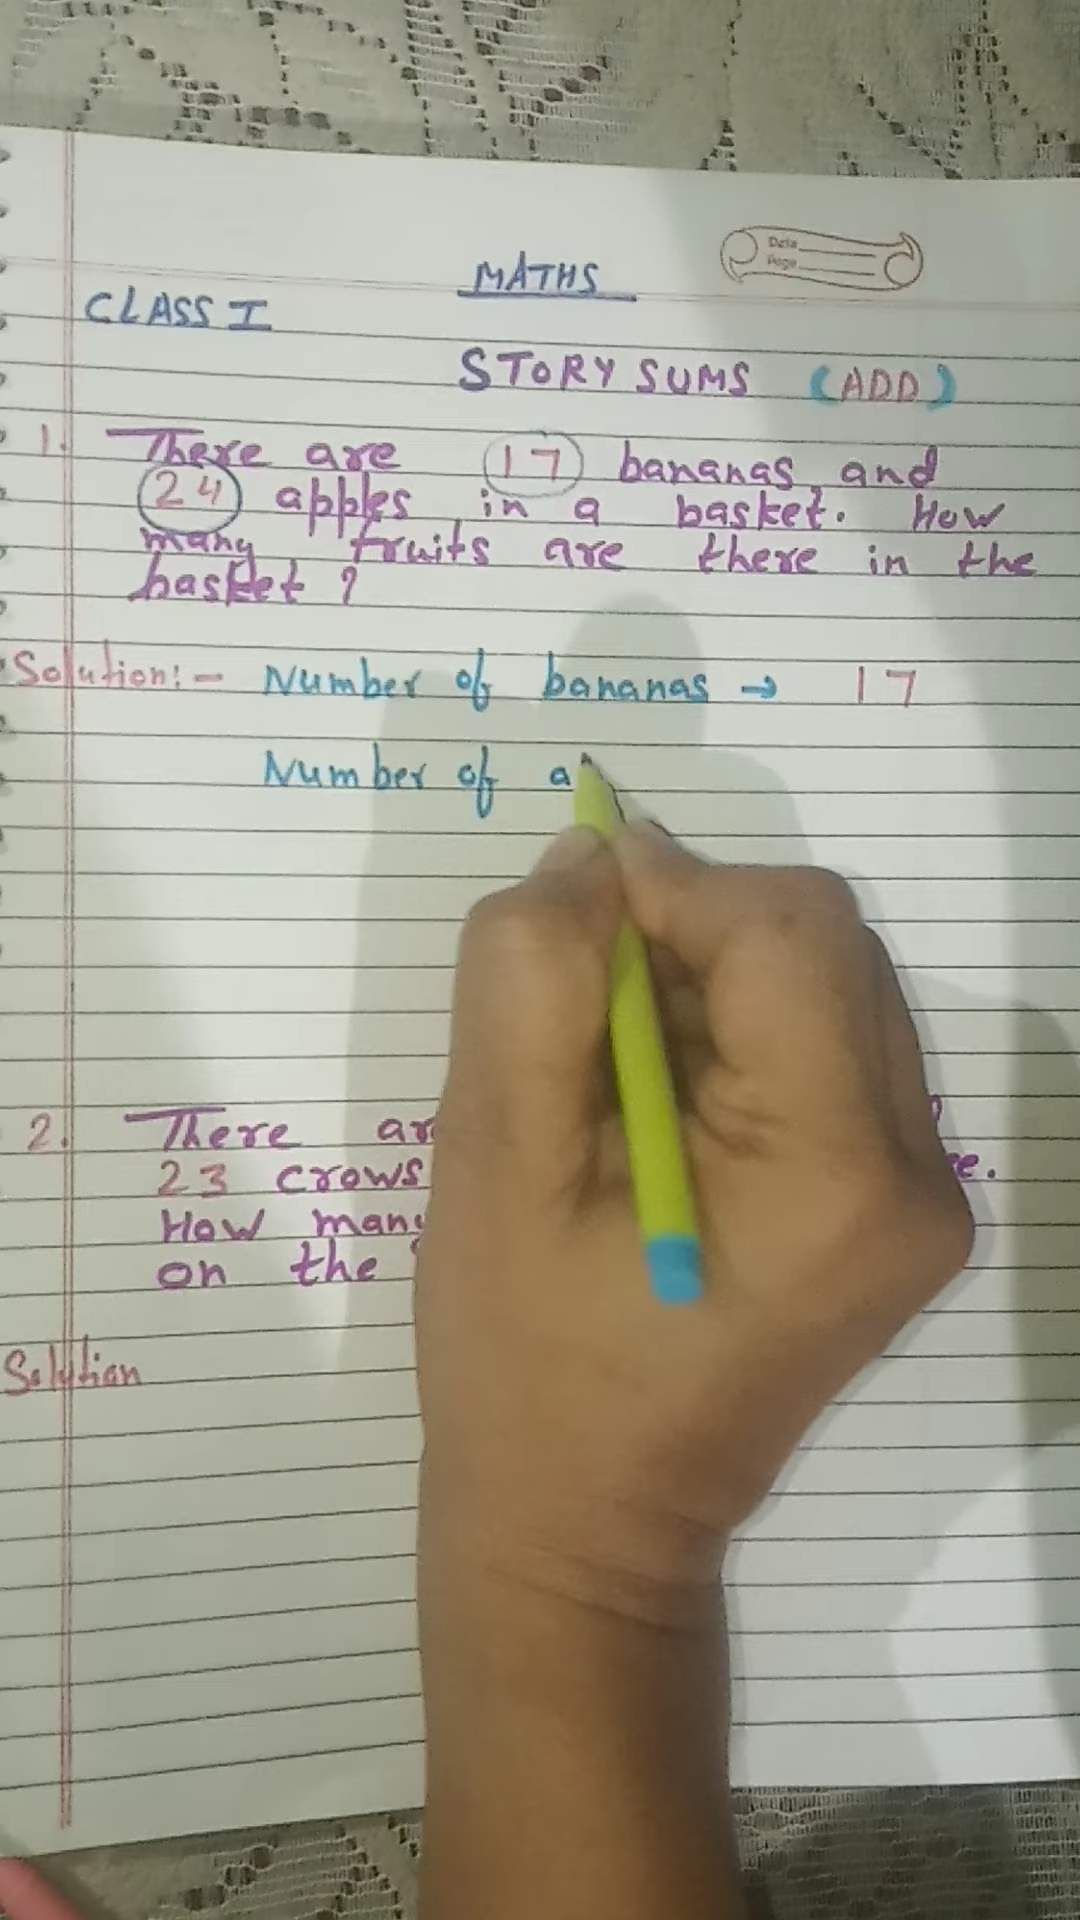 Date
Page
MATHS
CLASS I
STORY SUMS (ADD)
1. There are 17 bananas and
24 apples in a basket. How
many fruits are there in the
basket ?
Solution:- Number of bananas → 17
Number of a
2. There
23 crows
How many
on the
Solution